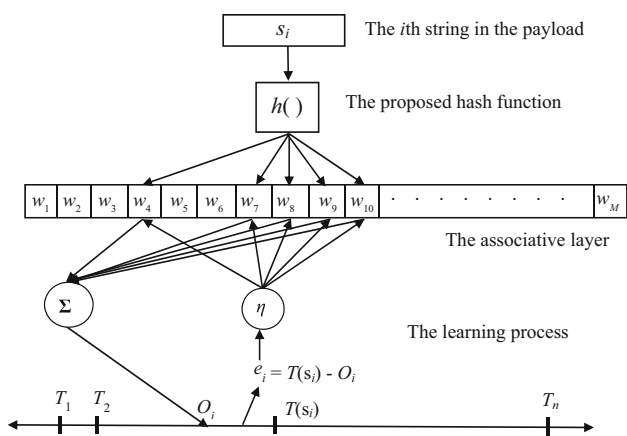 s_i The ith string in the payload
h( ) The proposed hash function
w_1 w_2 w_3 w_4 w_5 w_6 w_7 w_8 w_9 w_10 · · · · · · · · w_M
The associative layer
Σ η
The learning process
e_i = T(s_i) - O_i
T_1 T_2 O_i T(s_i) T_n